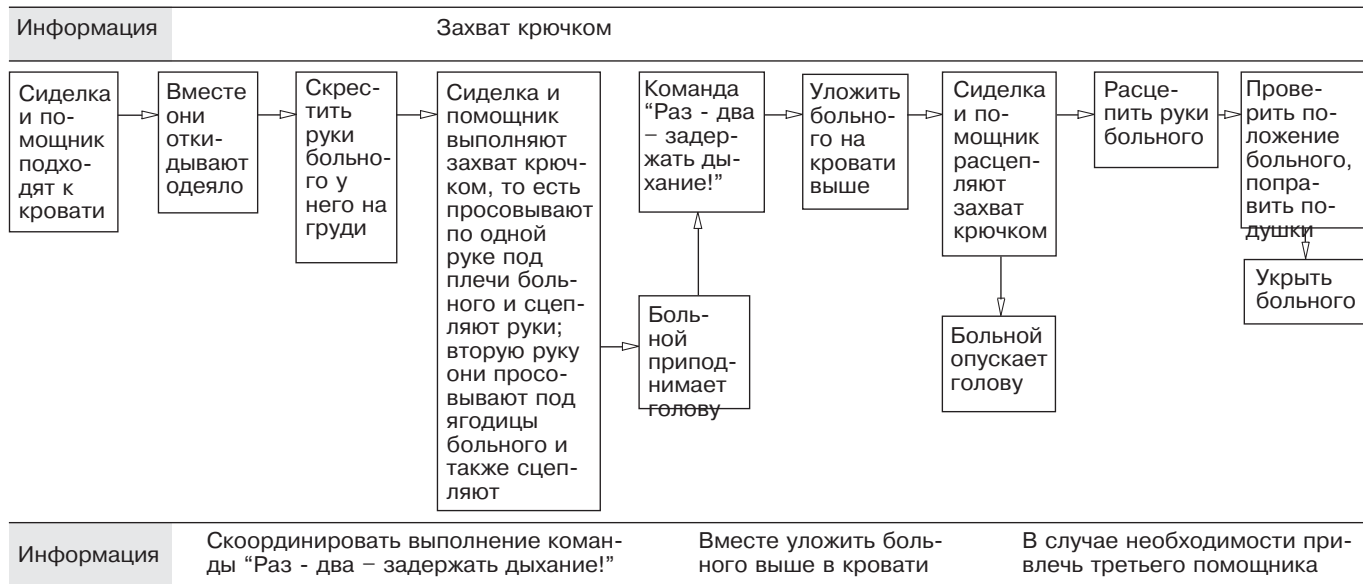 Информация
Захват крючком
Сиделка
и по-
мощник
подхо-
дят к
кровати
Вместе
они
отки-
дывают
одеяло
Скрес-
тить
руки
больно-
го у
него на
груди
Сиделка и
помощник
выполняют
захват крюч-
ком, то есть
просовывают
по одной
руке под
плечи боль-
ного и сцеп-
ляют руки;
вторую руку
они просо-
вывают под
ягодицы
больного и
также сцеп-
ляют
Боль-
ной
припод-
нимает
голову
Команда
“Раз - два
– задер-
жать ды-
хание!”
Уложить
больно-
го на
кровати
выше
Сиделка
и по-
мощник
расцеп-
ляют
захват
крючком
Больной
опускает
голову
Расце-
пить руки
больного
Прове-
рить по-
ложение
больного,
попра-
вить по-
душки
Укрыть
больного
Информация
Скоординировать выполнение коман-
ды “Раз - два – задержать дыхание!”
Вместе уложить боль-
ного выше в кровати
В случае необходимости при-
влечь третьего помощника